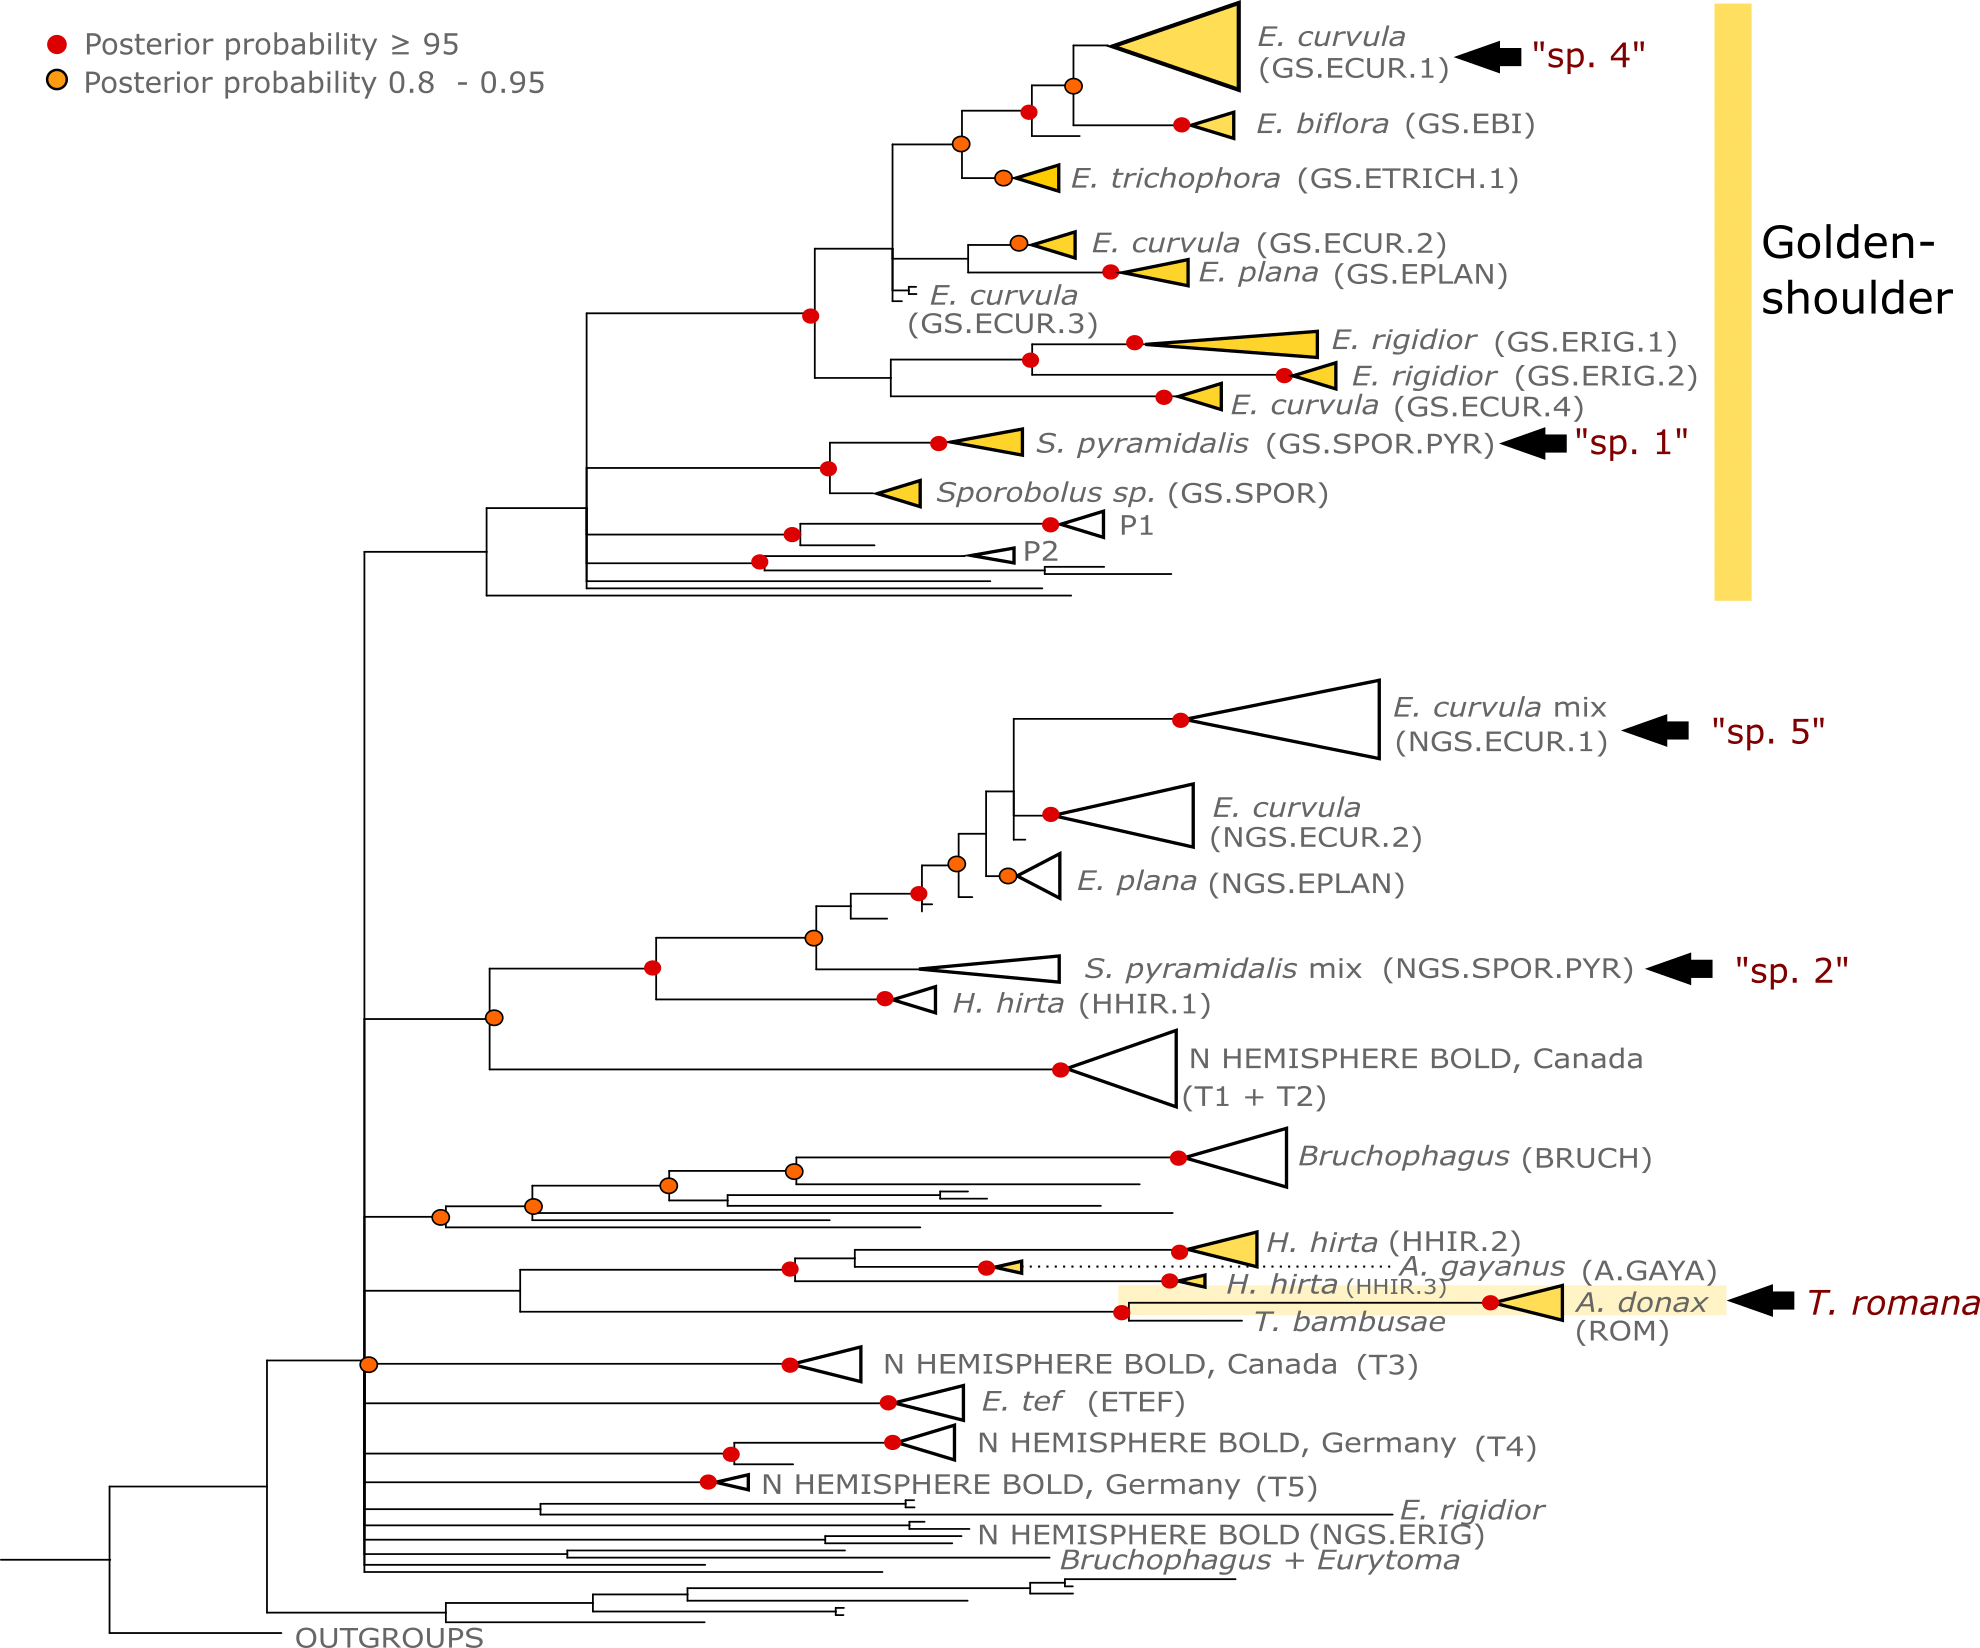 Posterior probability ≥ 95
Posterior probability 0.8 - 0.95
E. curvula
(GS.ECUR.1)
"sp. 4"
E. biflora (GS.EBI)
E. trichophora (GS.ETRICH.1)
E. curvula (GS.ECUR.2)
E. plana (GS.EPLAN)
E. curvula
(GS.ECUR.3)
Golden-
shoulder
E. rigidior (GS.ERIG.1)
E. rigidior (GS.ERIG.2)
E. curvula (GS.ECUR.4)
S. pyramidalis (GS.SPOR.PYR)
"sp. 1"
Sporobolus sp. (GS.SPOR)
P1
P2
E. curvula mix
(NGS.ECUR.1)
"sp. 5"
E. curvula
(NGS.ECUR.2)
E. plana (NGS.EPLAN)
S. pyramidalis mix (NGS.SPOR.PYR)
"sp. 2"
H. hirta (HHIR.1)
N HEMISPHERE BOLD, Canada
(T1 + T2)
Bruchophagus (BRUCH)
H. hirta (HHIR.2)
A. gayanus (A.GAYA)
H. hirta (HHIR.3)
A. donax
(ROM)
T. romana
T. bambusae
N HEMISPHERE BOLD, Canada (T3)
E. tef (ETEF)
N HEMISPHERE BOLD, Germany (T4)
N HEMISPHERE BOLD, Germany (T5)
E. rigidior
N HEMISPHERE BOLD (NGS.ERIG)
Bruchophagus + Eurytoma
OUTGROUPS